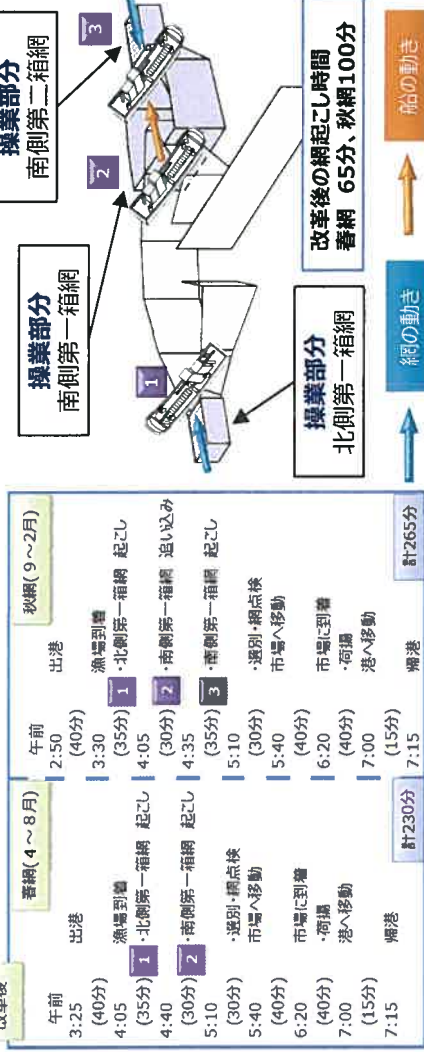 改革後
春網(4～8月)
午前
3:25 出港
(40分)
4:05 漁場到着
(35分) 1 ・北側第一箱網 起こし
4:40
(30分) 2 ・南側第一箱網 起こし
5:10
(30分) ・選別・網点検
5:40 市場へ移動
(40分)
6:20 市場に到着
(40分) ・荷揚
7:00 港へ移動
(15分)
7:15 帰港
計230分
秋網(9～2月)
午前
2:50 出港
(40分)
3:30 漁場到着
(35分) 1 ・北側第一箱網 起こし
4:05
(30分) 2 ・南側第一箱網 追い込み
4:35
(35分) 3 ・南側第一箱網 起こし
5:10
(30分) ・選別・網点検
5:40 市場へ移動
(40分)
6:20 市場に到着
(40分) ・荷揚
7:00 港へ移動
(15分)
7:15 帰港
計265分
操業部分
南側第一箱網
操業部分
南側第二箱網
1
2
3
操業部分
北側第一箱網
改革後の網起こし時間
春網 65分、秋網100分
網の動き
船の動き